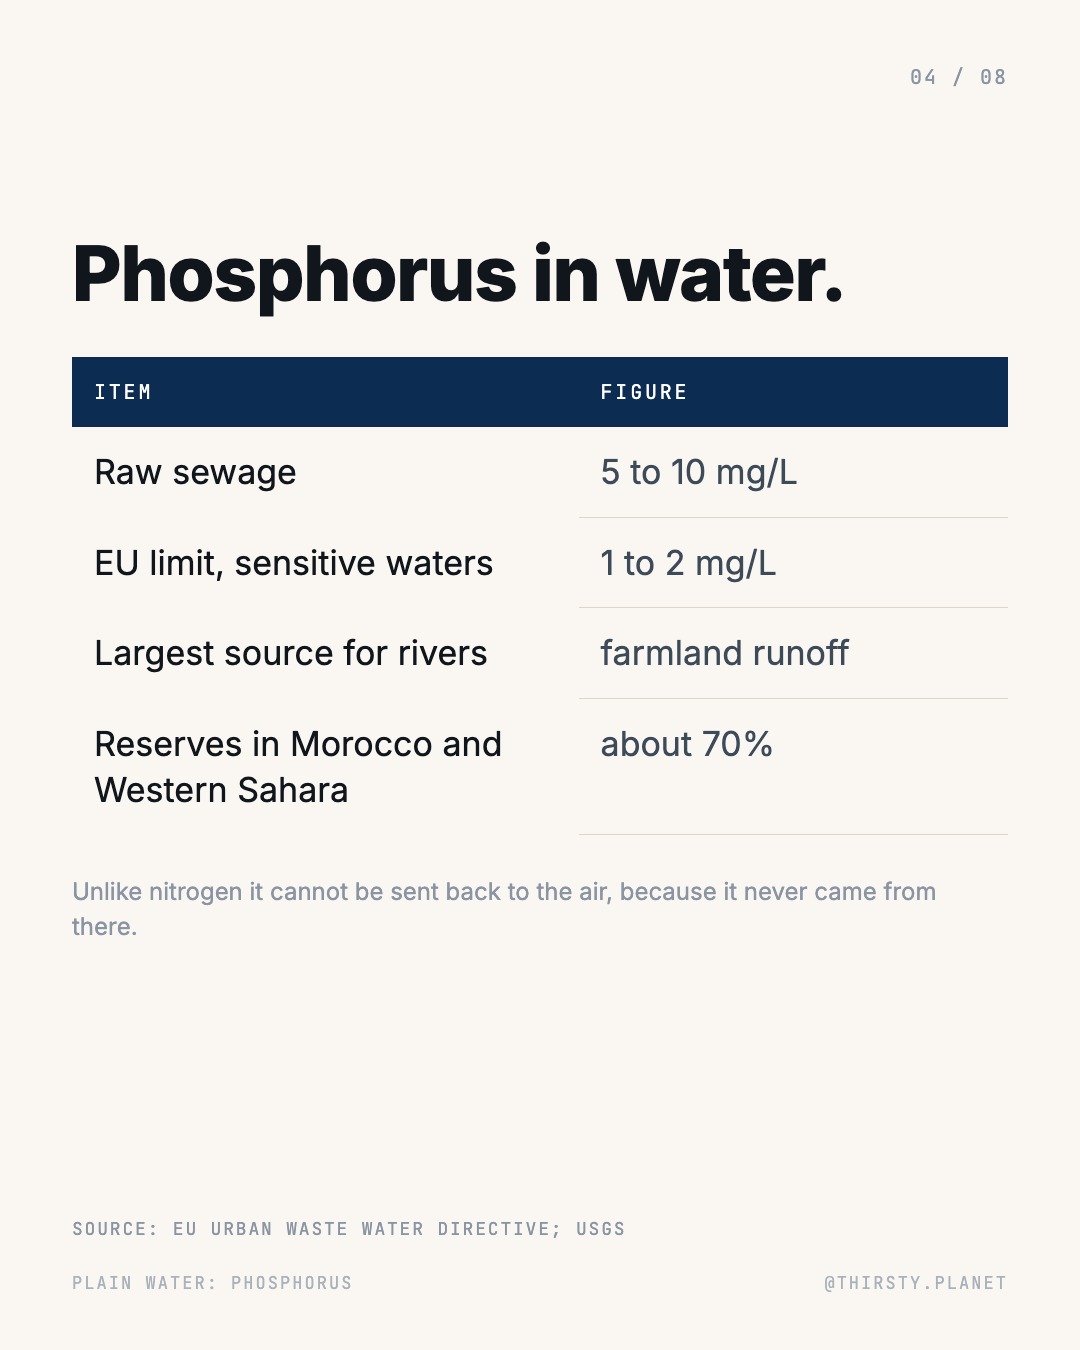 04 / 08
Phosphorus in water.
ITEM FIGURE
Raw sewage 5 to 10 mg/L
EU limit, sensitive waters 1 to 2 mg/L
Largest source for rivers farmland runoff
Reserves in Morocco and about 70%
Western Sahara
Unlike nitrogen it cannot be sent back to the air, because it never came from
there.
SOURCE: EU URBAN WASTE WATER DIRECTIVE; USGS
PLAIN WATER: PHOSPHORUS @THIRSTY.PLANET